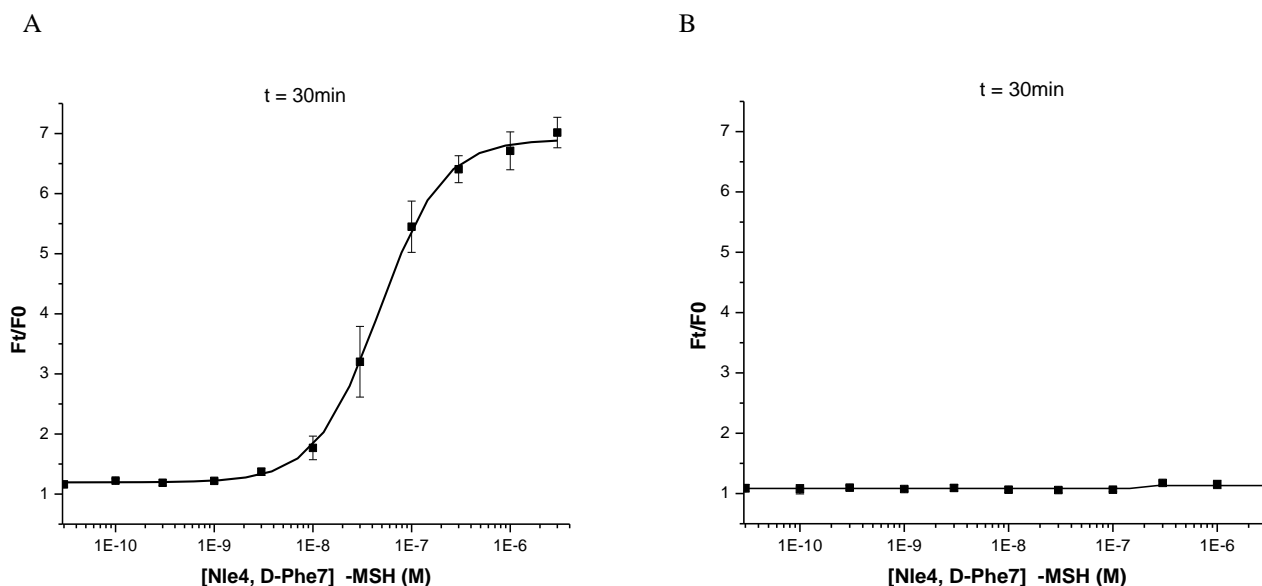 A
t = 30min
7
6
5
4
3
2
1
Ft/F0
1E-10 1E-9 1E-8 1E-7 1E-6
[Nle4, D-Phe7] -MSH (M)
B
t = 30min
7
6
5
4
3
2
1
Ft/F0
1E-10 1E-9 1E-8 1E-7 1E-6
[Nle4, D-Phe7] -MSH (M)